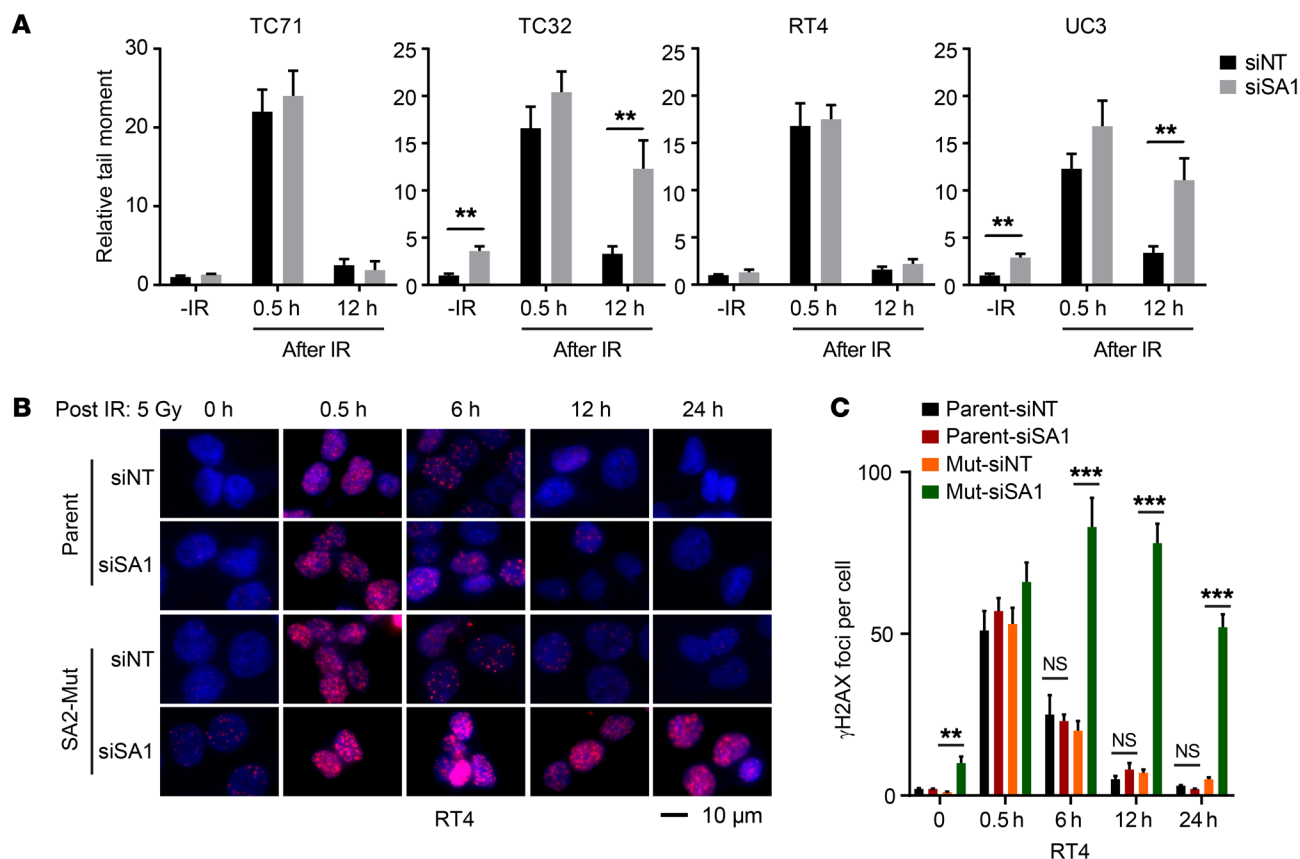 A
TC71
TC32
RT4
UC3
siNT
siSA1
Relative tail moment
30
20
10
0
-IR
0.5 h
12 h
After IR
25
20
15
10
5
0
**
**
-IR
0.5 h
12 h
After IR
25
20
15
10
5
0
-IR
0.5 h
12 h
After IR
25
20
15
10
5
0
**
**
-IR
0.5 h
12 h
After IR
B
Post IR: 5 Gy 0 h 0.5 h 6 h 12 h 24 h
Parent
siNT
siSA1
SA2-Mut
siNT
siSA1
RT4
10 μm
C
Parent-siNT
Parent-siSA1
Mut-siNT
Mut-siSA1
γH2AX foci per cell
100
50
0
**
NS
***
NS
***
NS
***
0 0.5 h 6 h 12 h 24 h
RT4